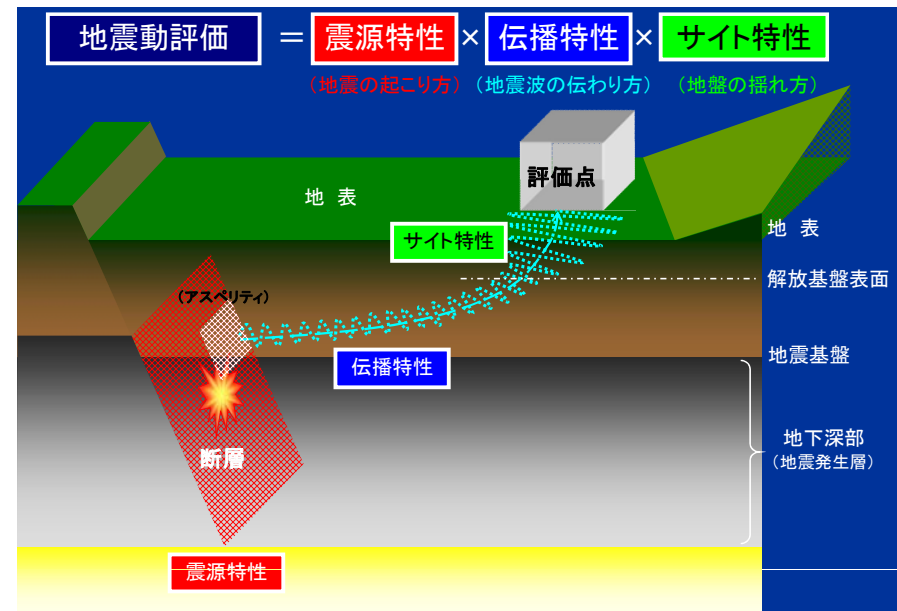 地震動評価 ＝ 震源特性 × 伝播特性 × サイト特性
（地震の起こり方） （地震波の伝わり方） （地盤の揺れ方）
評価点
地 表
地 表
サイト特性
解放基盤表面
（アスペリティ）
地震基盤
伝播特性
地下深部
（地震発生層）
断層
震源特性